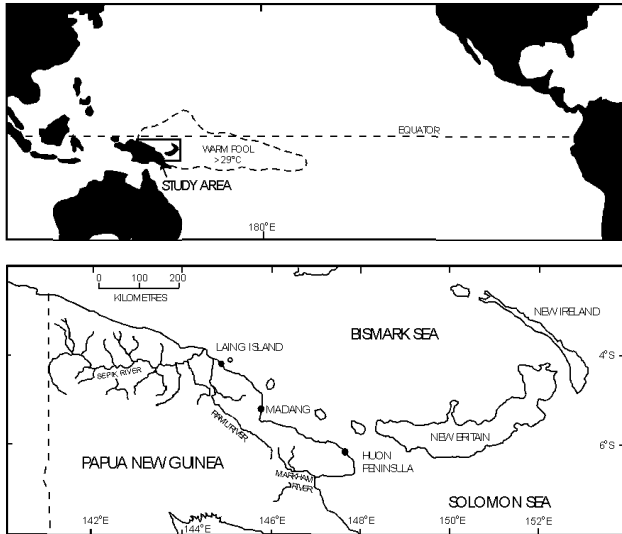 EQUATOR
WARM POOL
>29°C
STUDY AREA
180°E
0 100 200
KILOMETRES
NEW IRELAND
BISMARK SEA
LAING ISLAND
4°S
SEPIK RIVER
MADANG
RAMU RIVER
NEW BRITAIN
6°S
HUON
PENINSULLA
PAPUA NEW GUINEA
MARKHAM
RIVER
SOLOMON SEA
142°E
144°E
146°E
148°E
150°E
152°E